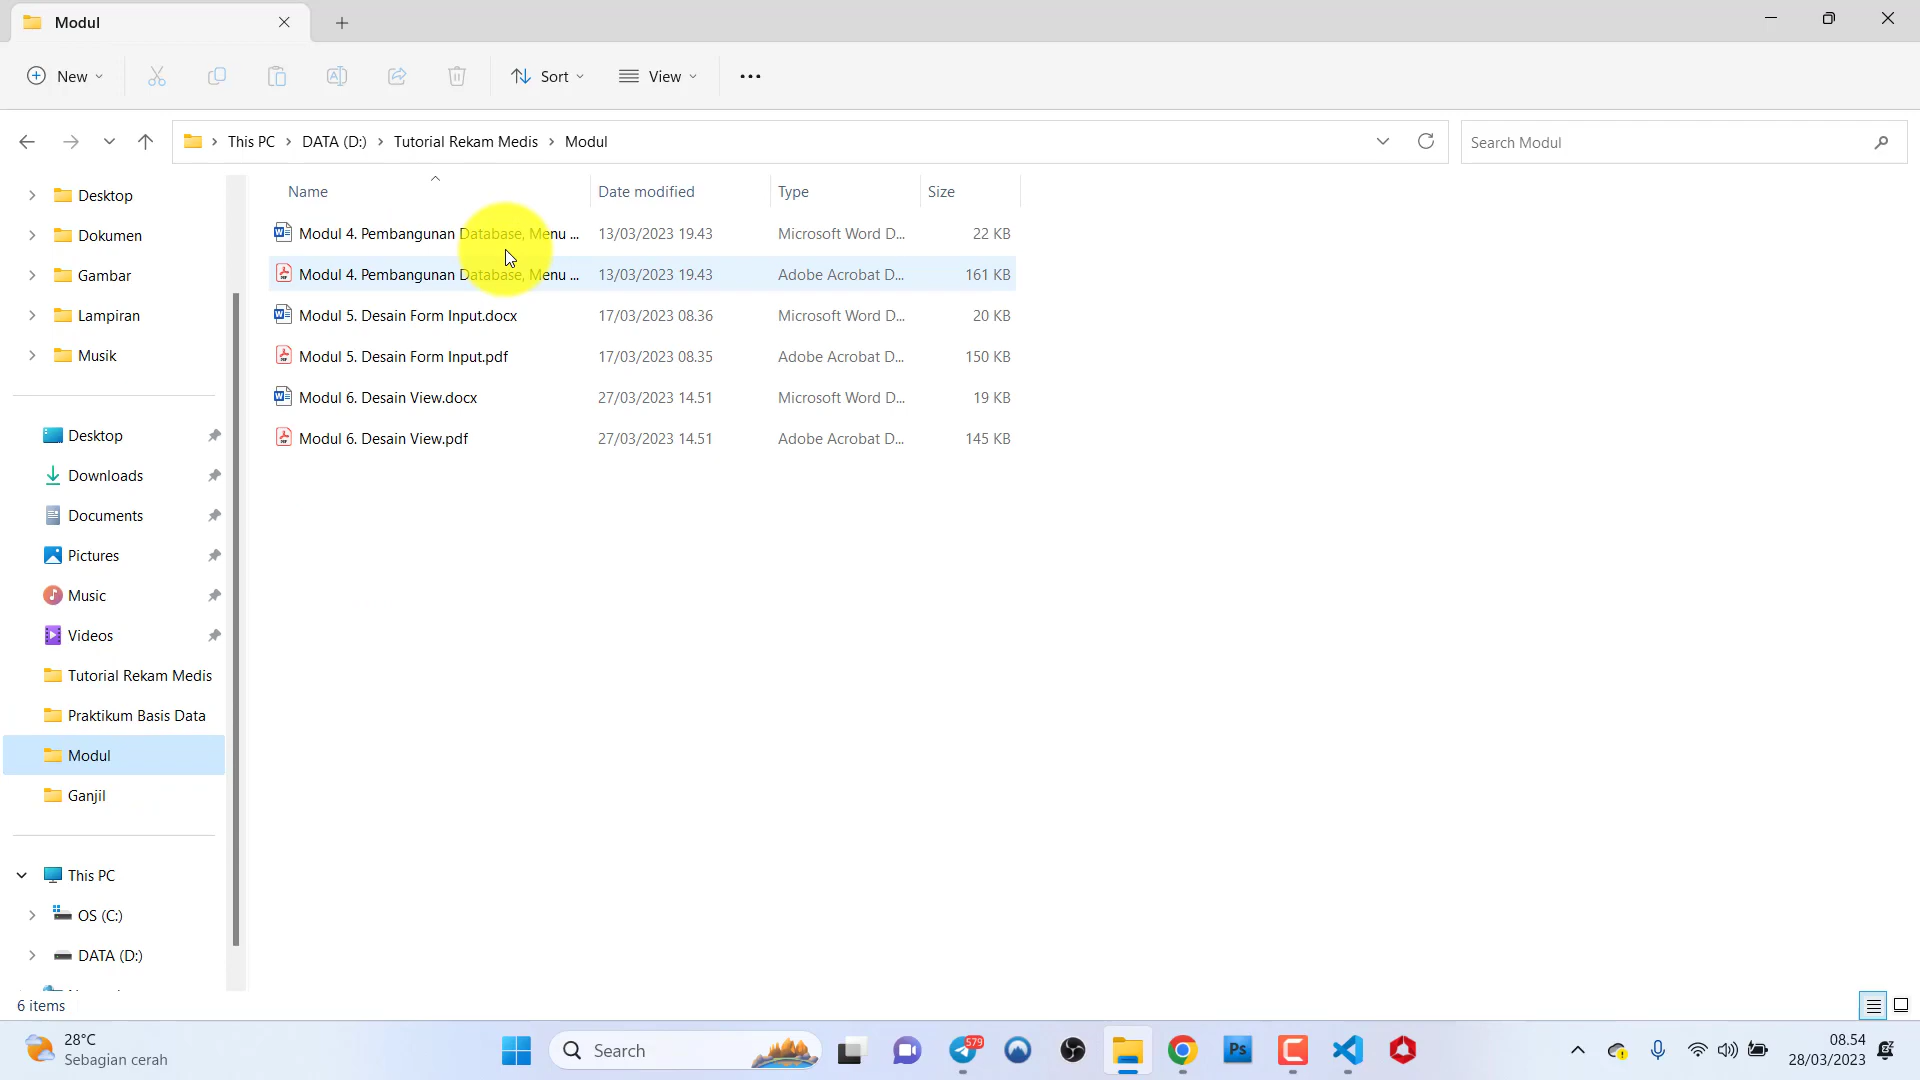 Modul
New
Sort
View
This PC
DATA (D:)
Tutorial Rekam Medis
Modul
Search Modul
Name
Date modified
Type
Size
Desktop
Dokumen
Gambar
Lampiran
Musik
Desktop
Downloads
Documents
Pictures
Music
Videos
Tutorial Rekam Medis
Praktikum Basis Data
Modul
Ganjil
This PC
OS (C:)
DATA (D:)
Modul 4. Pembangunan Database, Menu ... 13/03/2023 19.43 Microsoft Word D... 22 KB
Modul 4. Pembangunan Database, Menu ... 13/03/2023 19.43 Adobe Acrobat D... 161 KB
Modul 5. Desain Form Input.docx 17/03/2023 08.36 Microsoft Word D... 20 KB
Modul 5. Desain Form Input.pdf 17/03/2023 08.35 Adobe Acrobat D... 150 KB
Modul 6. Desain View.docx 27/03/2023 14.51 Microsoft Word D... 19 KB
Modul 6. Desain View.pdf 27/03/2023 14.51 Adobe Acrobat D... 145 KB
6 items
28°C
Sebagian cerah
Search
579
Ps
08.54
28/03/2023